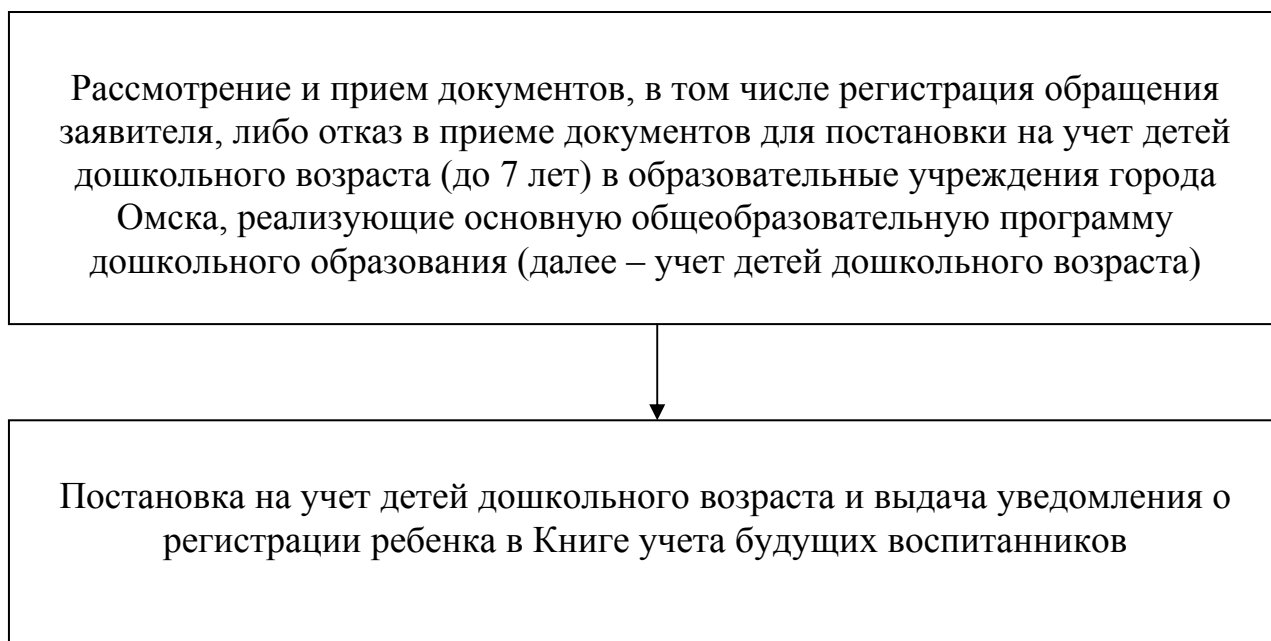 Рассмотрение и прием документов, в том числе регистрация обращения
заявителя, либо отказ в приеме документов для постановки на учет детей
дошкольного возраста (до 7 лет) в образовательные учреждения города
Омска, реализующие основную общеобразовательную программу
дошкольного образования (далее – учет детей дошкольного возраста)
Постановка на учет детей дошкольного возраста и выдача уведомления о
регистрации ребенка в Книге учета будущих воспитанников